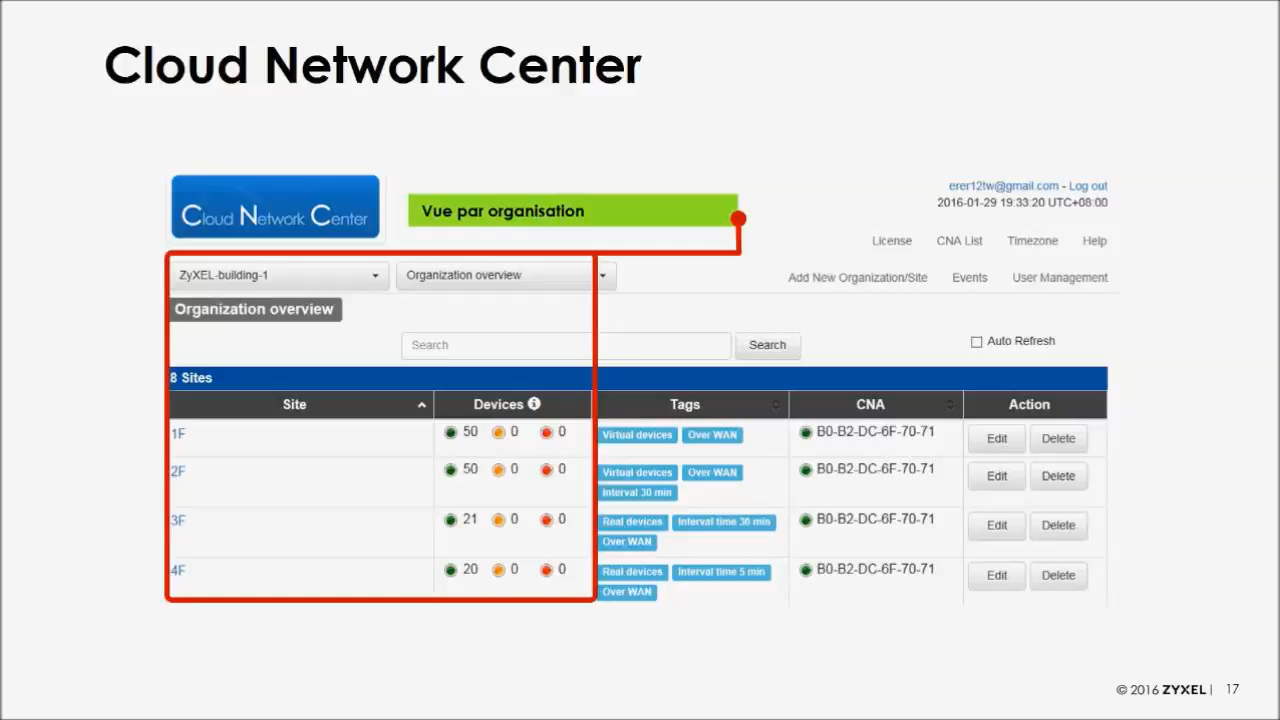 Cloud Network Center
Cloud Network Center
Vue par organisation
erer12tw@gmail.com - Log out
2016-01-29 19:33:20 UTC+08:00
License CNA List Timezone Help
ZyXEL-building-1 Organization overview
Add New Organization/Site Events User Management
Organization overview
Search Search Auto Refresh
8 Sites
Site Devices Tags CNA Action
1F 50 0 0 Virtual devices Over WAN B0-B2-DC-6F-70-71 Edit Delete
2F 50 0 0 Virtual devices Over WAN B0-B2-DC-6F-70-71 Edit Delete
Interval 30 min
3F 21 0 0 Real devices Interval time 30 min B0-B2-DC-6F-70-71 Edit Delete
Over WAN
4F 20 0 0 Real devices Interval time 5 min B0-B2-DC-6F-70-71 Edit Delete
Over WAN
© 2016 ZYXEL | 17